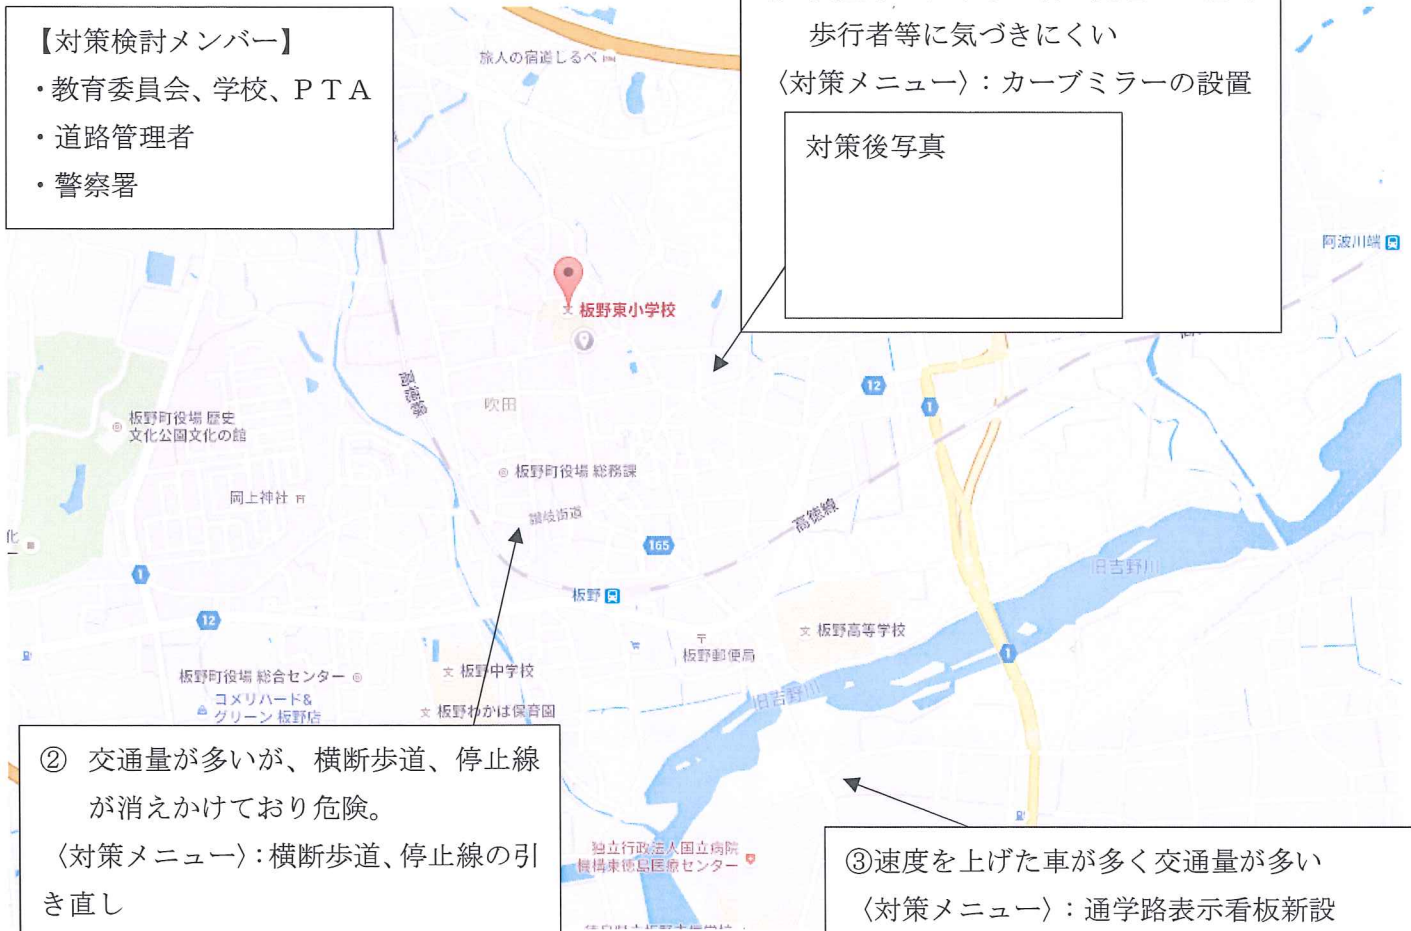 【対策検討メンバー】
・教育委員会、学校、ＰＴＡ
・道路管理者
・警察署
歩行者等に気づきにくい
〈対策メニュー〉：カーブミラーの設置
対策後写真
旅人の宿道しるべ
阿波川端
板野東小学校
高徳線
12
1
吹田
板野町役場 歴史
文化公園文化の館
板野町役場 総務課
岡上神社
讃岐街道
高徳線
165
化
旧吉野川
1
板野
12
板野高等学校
〒
板野郵便局
1
板野町役場 総合センター
文 板野中学校
コメリハード&
グリーン 板野店
文 板野わかば保育園
旧吉野川
② 交通量が多いが、横断歩道、停止線
が消えかけており危険。
〈対策メニュー〉：横断歩道、停止線の引
き直し
独立行政法人国立病院
機構東徳島医療センター
③速度を上げた車が多く交通量が多い
〈対策メニュー〉：通学路表示看板新設